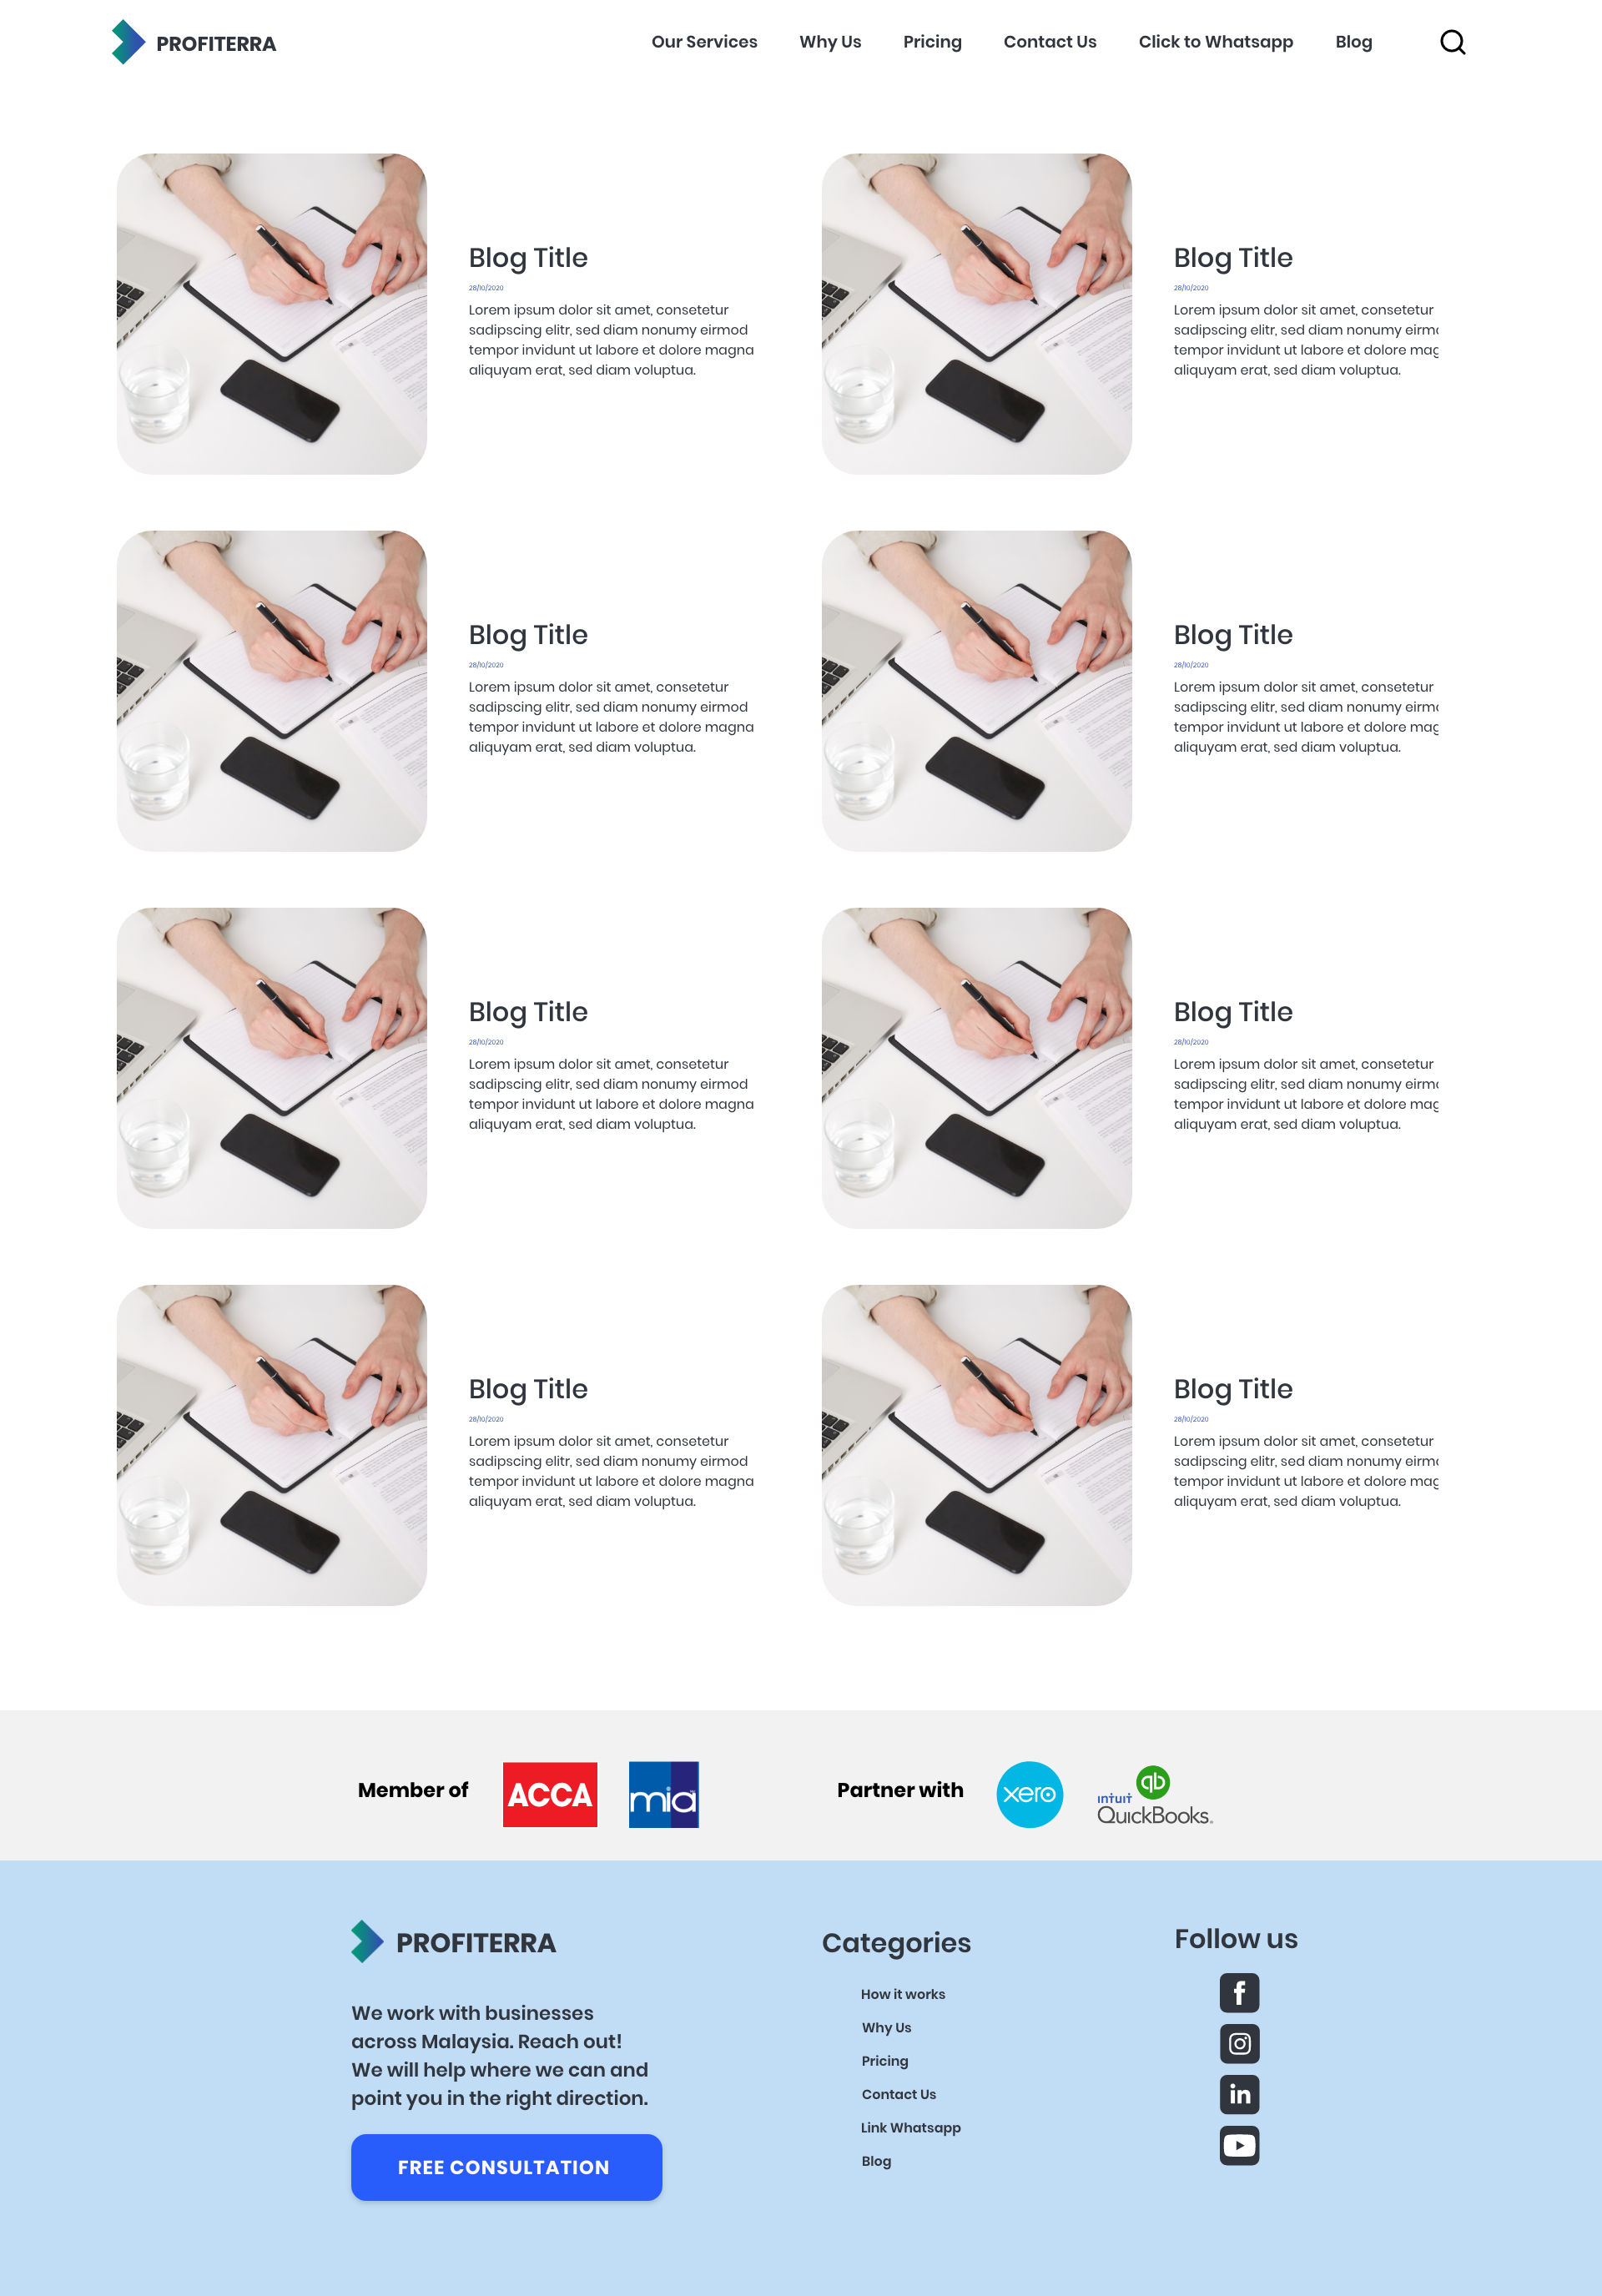 PROFITERRA
Our Services
Why Us
Pricing
Contact Us
Click to Whatsapp
Blog
Blog Title
28/10/2020
Lorem ipsum dolor sit amet, consetetur
sadipscing elitr, sed diam nonumy eirmod
tempor invidunt ut labore et dolore magna
aliquyam erat, sed diam voluptua.
Blog Title
28/10/2020
Lorem ipsum dolor sit amet, consetetur
sadipscing elitr, sed diam nonumy eirmo
tempor invidunt ut labore et dolore mag
aliquyam erat, sed diam voluptua.
Blog Title
28/10/2020
Lorem ipsum dolor sit amet, consetetur
sadipscing elitr, sed diam nonumy eirmod
tempor invidunt ut labore et dolore magna
aliquyam erat, sed diam voluptua.
Blog Title
28/10/2020
Lorem ipsum dolor sit amet, consetetur
sadipscing elitr, sed diam nonumy eirmo
tempor invidunt ut labore et dolore mag
aliquyam erat, sed diam voluptua.
Blog Title
28/10/2020
Lorem ipsum dolor sit amet, consetetur
sadipscing elitr, sed diam nonumy eirmod
tempor invidunt ut labore et dolore magna
aliquyam erat, sed diam voluptua.
Blog Title
28/10/2020
Lorem ipsum dolor sit amet, consetetur
sadipscing elitr, sed diam nonumy eirmo
tempor invidunt ut labore et dolore mag
aliquyam erat, sed diam voluptua.
Blog Title
28/10/2020
Lorem ipsum dolor sit amet, consetetur
sadipscing elitr, sed diam nonumy eirmod
tempor invidunt ut labore et dolore magna
aliquyam erat, sed diam voluptua.
Blog Title
28/10/2020
Lorem ipsum dolor sit amet, consetetur
sadipscing elitr, sed diam nonumy eirmo
tempor invidunt ut labore et dolore mag
aliquyam erat, sed diam voluptua.
Member of
ACCA
mia
Partner with
xero
qb
intuit
QuickBooks.
PROFITERRA
We work with businesses
across Malaysia. Reach out!
We will help where we can and
point you in the right direction.
FREE CONSULTATION
Categories
How it works
Why Us
Pricing
Contact Us
Link Whatsapp
Blog
Follow us
f
in